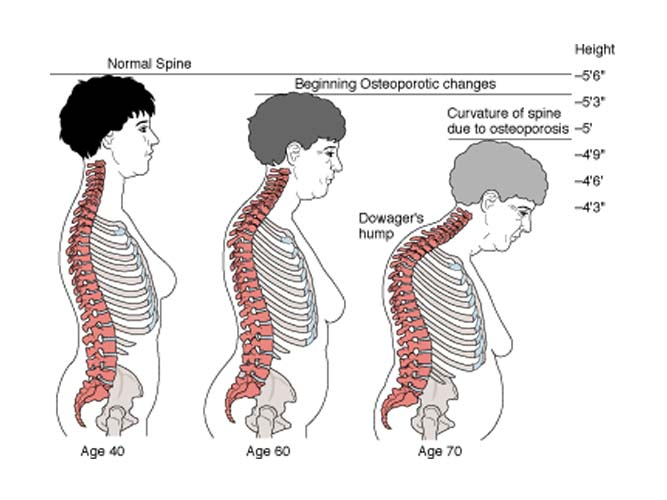 Height
Normal Spine
–5'6"
Beginning Osteoporotic changes
–5'3"
Curvature of spine
due to osteoporosis
–5'
–4'9"
–4'6'
–4'3"
Dowager's
hump
Age 40
Age 60
Age 70